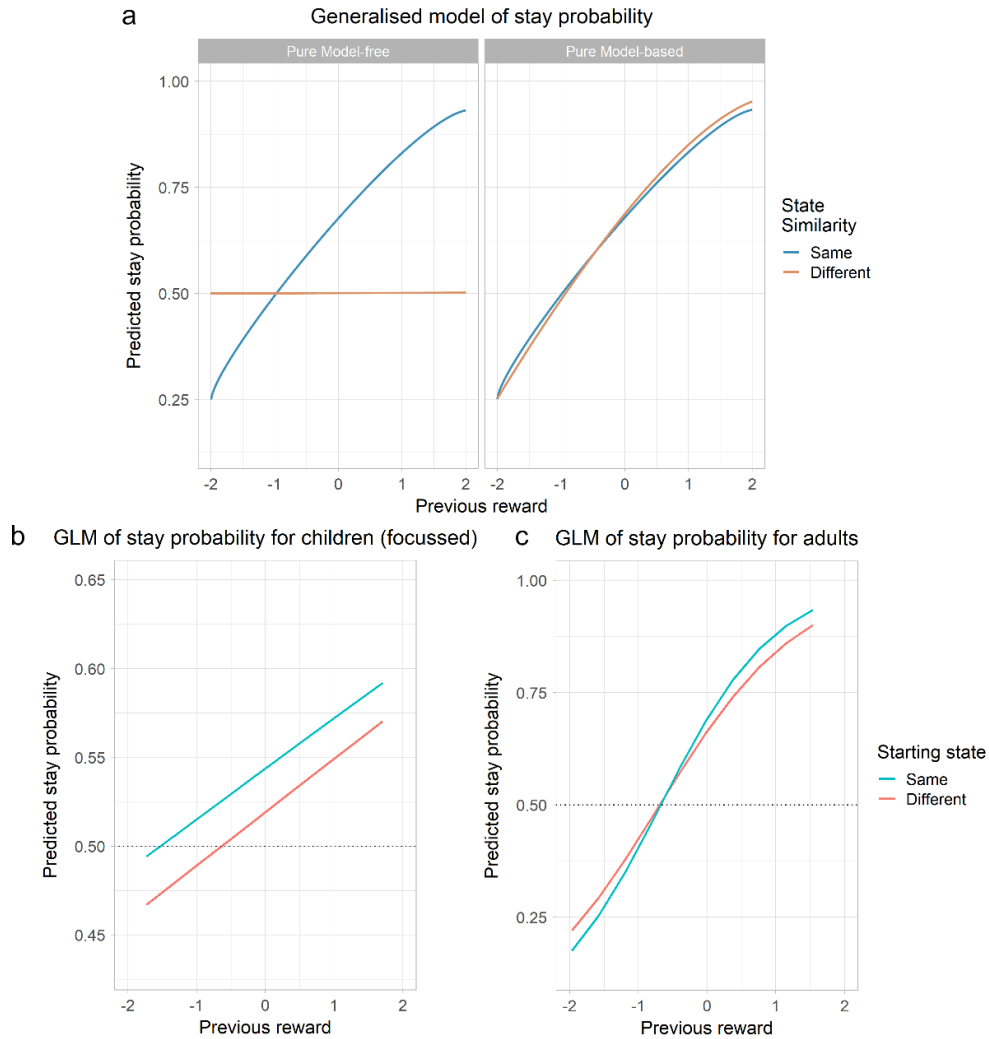 a
Generalised model of stay probability
Pure Model-free
Pure Model-based
1.00
0.75
0.50
0.25
Predicted stay probability
-2 -1 0 1 2
-2 -1 0 1 2
Previous reward
State
Similarity
Same
Different
b
GLM of stay probability for children (focussed)
0.65
0.60
0.55
0.50
0.45
Predicted stay probability
-2 -1 0 1 2
Previous reward
c
GLM of stay probability for adults
1.00
0.75
0.50
0.25
Predicted stay probability
-2 -1 0 1 2
Previous reward
Starting state
Same
Different